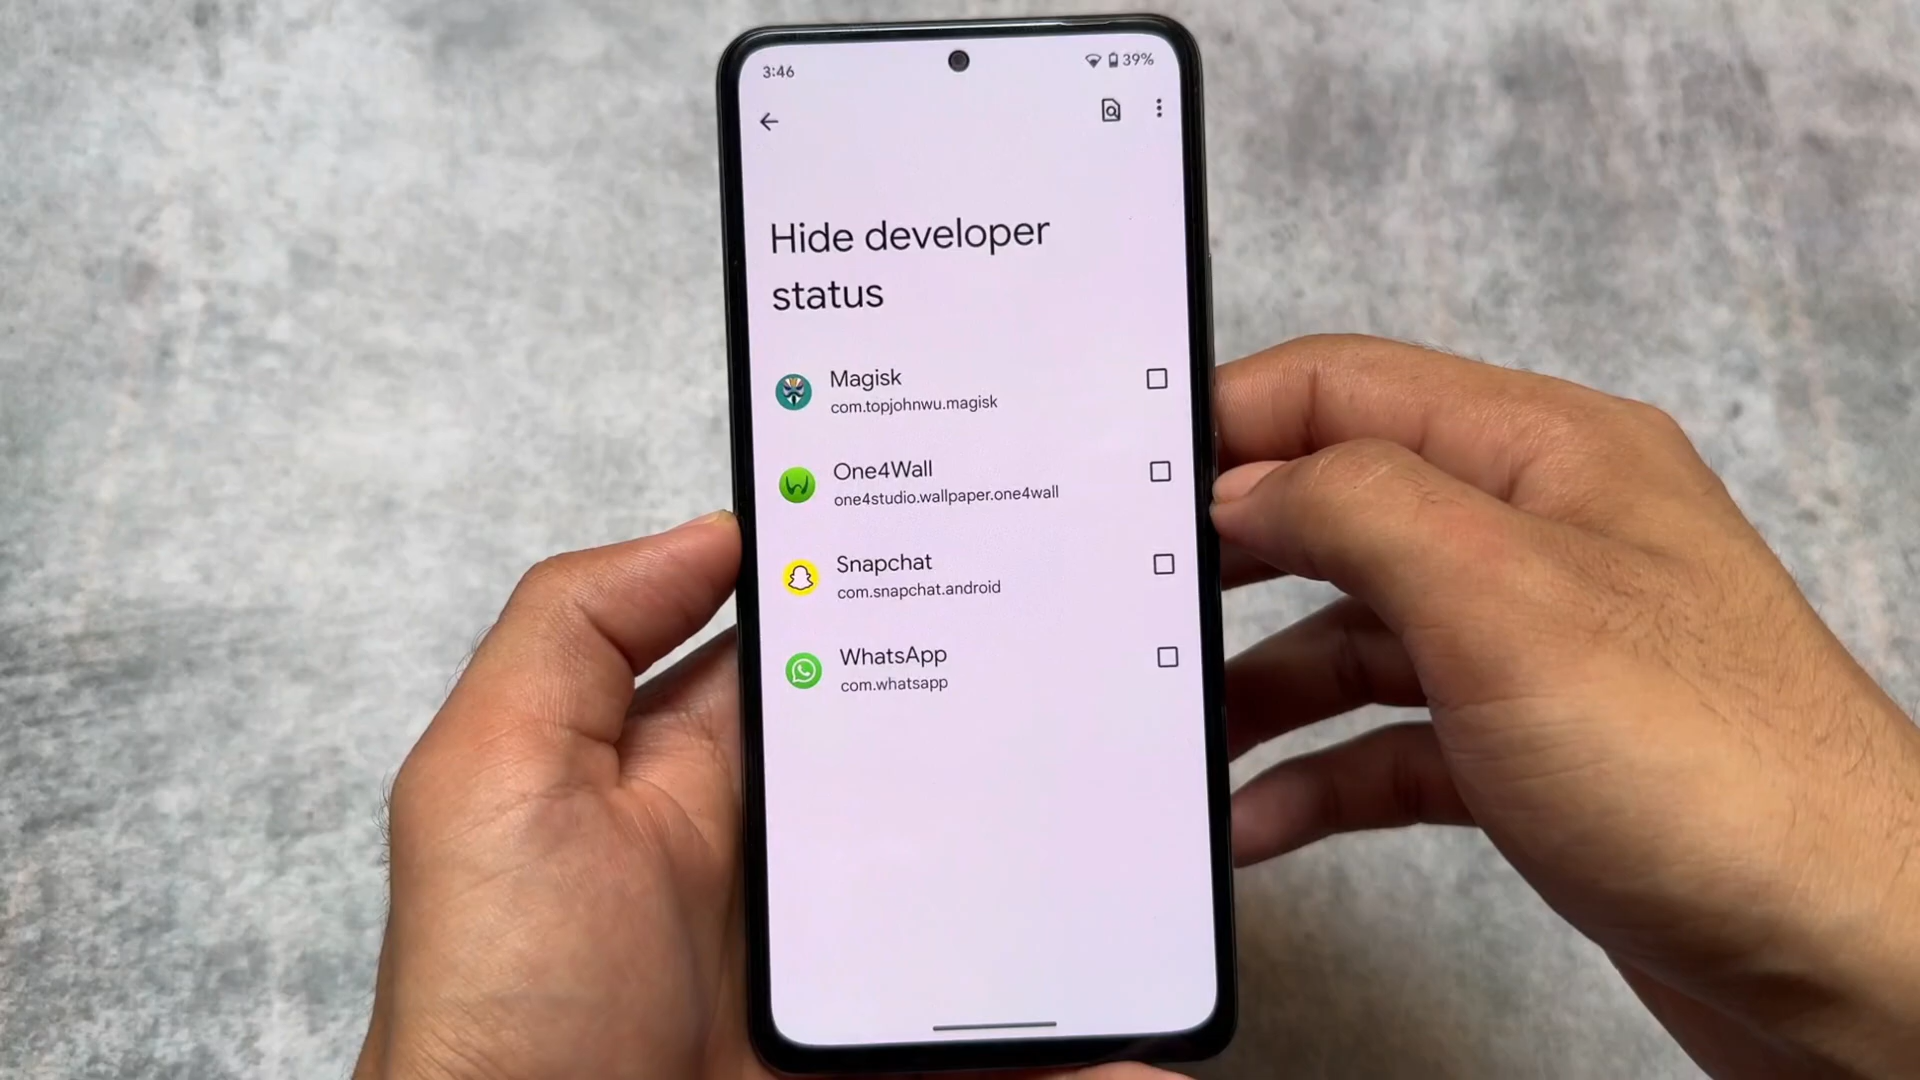 3:46
39%
Hide developer
status
Magisk
com.topjohnwu.magisk
One4Wall
one4studio.wallpaper.one4wall
Snapchat
com.snapchat.android
WhatsApp
com.whatsapp